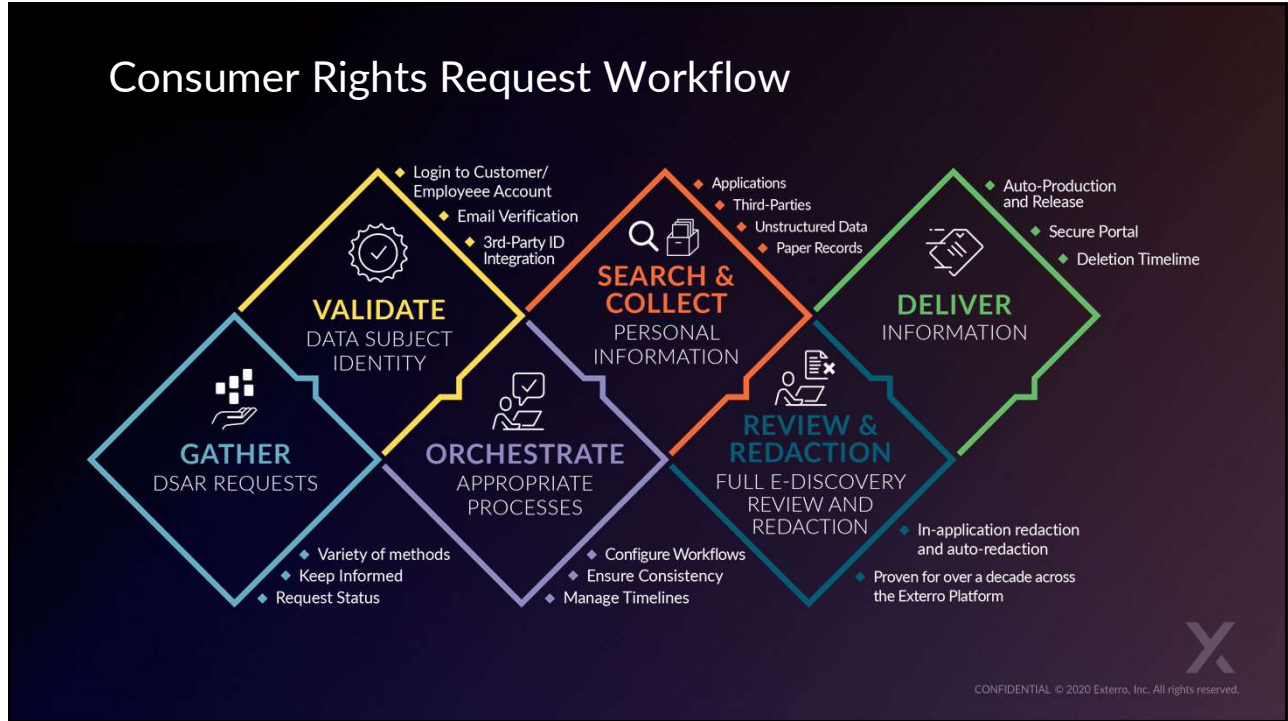 Consumer Rights Request Workflow
GATHER
DSAR REQUESTS
◆ Variety of methods
◆ Keep Informed
◆ Request Status
VALIDATE
DATA SUBJECT
IDENTITY
◆ Login to Customer/
Employeee Account
◆ Email Verification
◆ 3rd-Party ID
Integration
ORCHESTRATE
APPROPRIATE
PROCESSES
◆ Configure Workflows
◆ Ensure Consistency
◆ Manage Timelines
SEARCH &
COLLECT
PERSONAL
INFORMATION
◆ Applications
◆ Third-Parties
◆ Unstructured Data
◆ Paper Records
REVIEW &
REDACTION
FULL E-DISCOVERY
REVIEW AND
REDACTION
◆ In-application redaction
and auto-redaction
◆ Proven for over a decade across
the Exterro Platform
DELIVER
INFORMATION
◆ Auto-Production
and Release
◆ Secure Portal
◆ Deletion Timelime
CONFIDENTIAL © 2020 Exterro, Inc. All rights reserved.